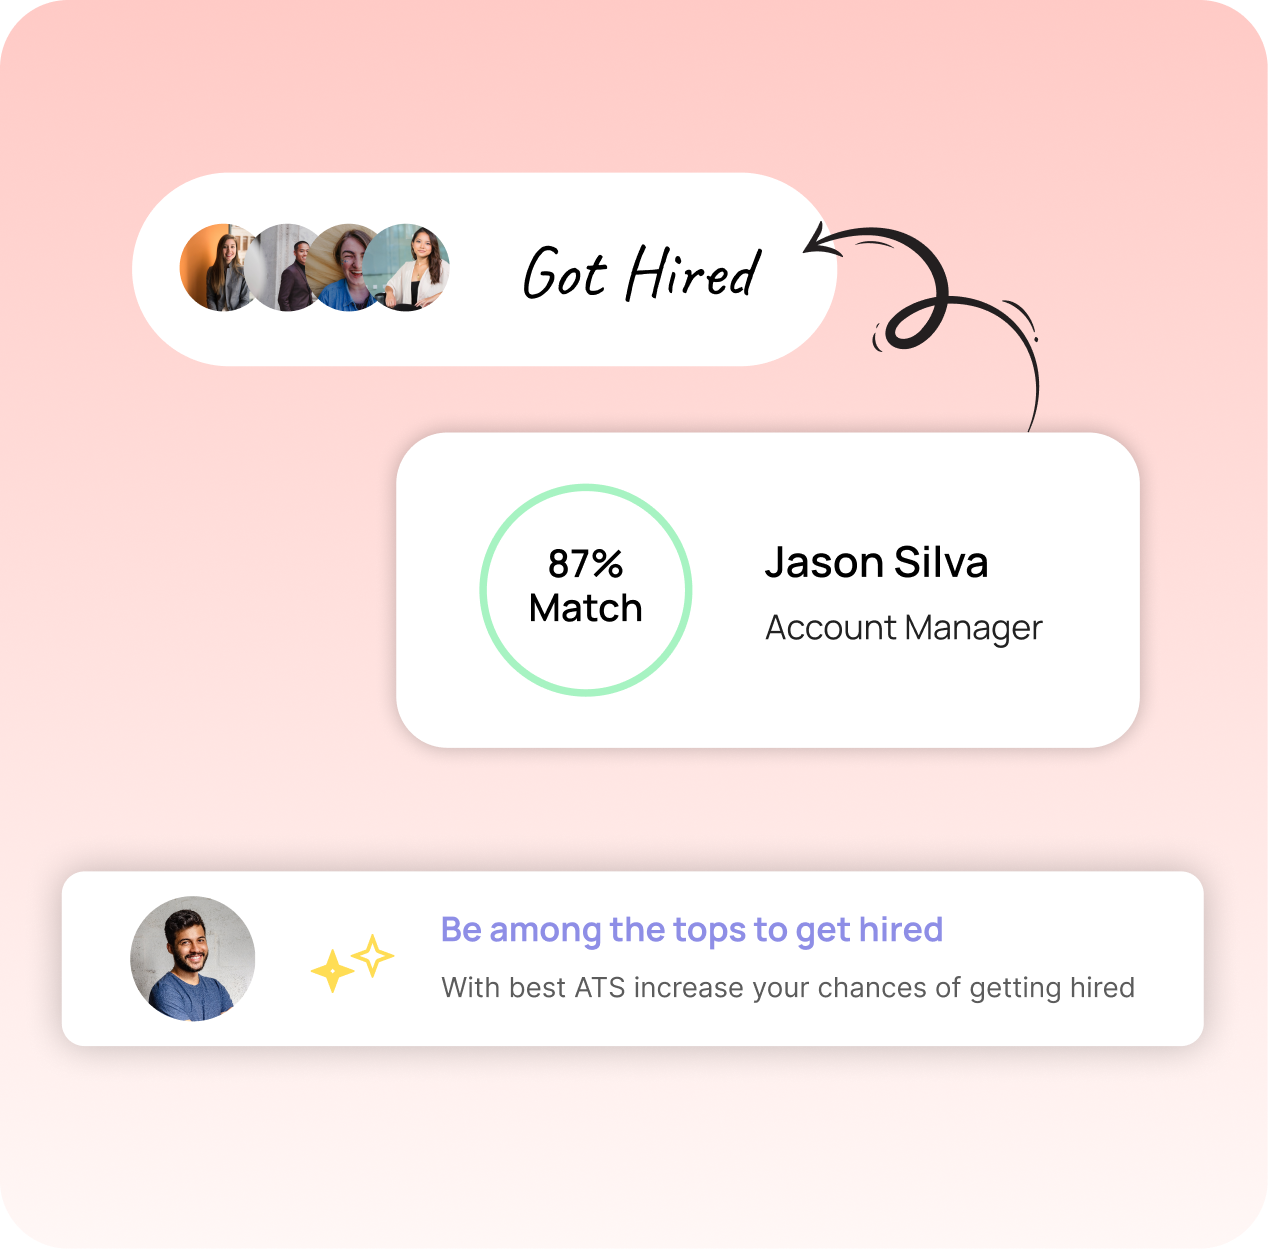 Got Hired
87%
Match
Jason Silva
Account Manager
Be among the tops to get hired
With best ATS increase your chances of getting hired